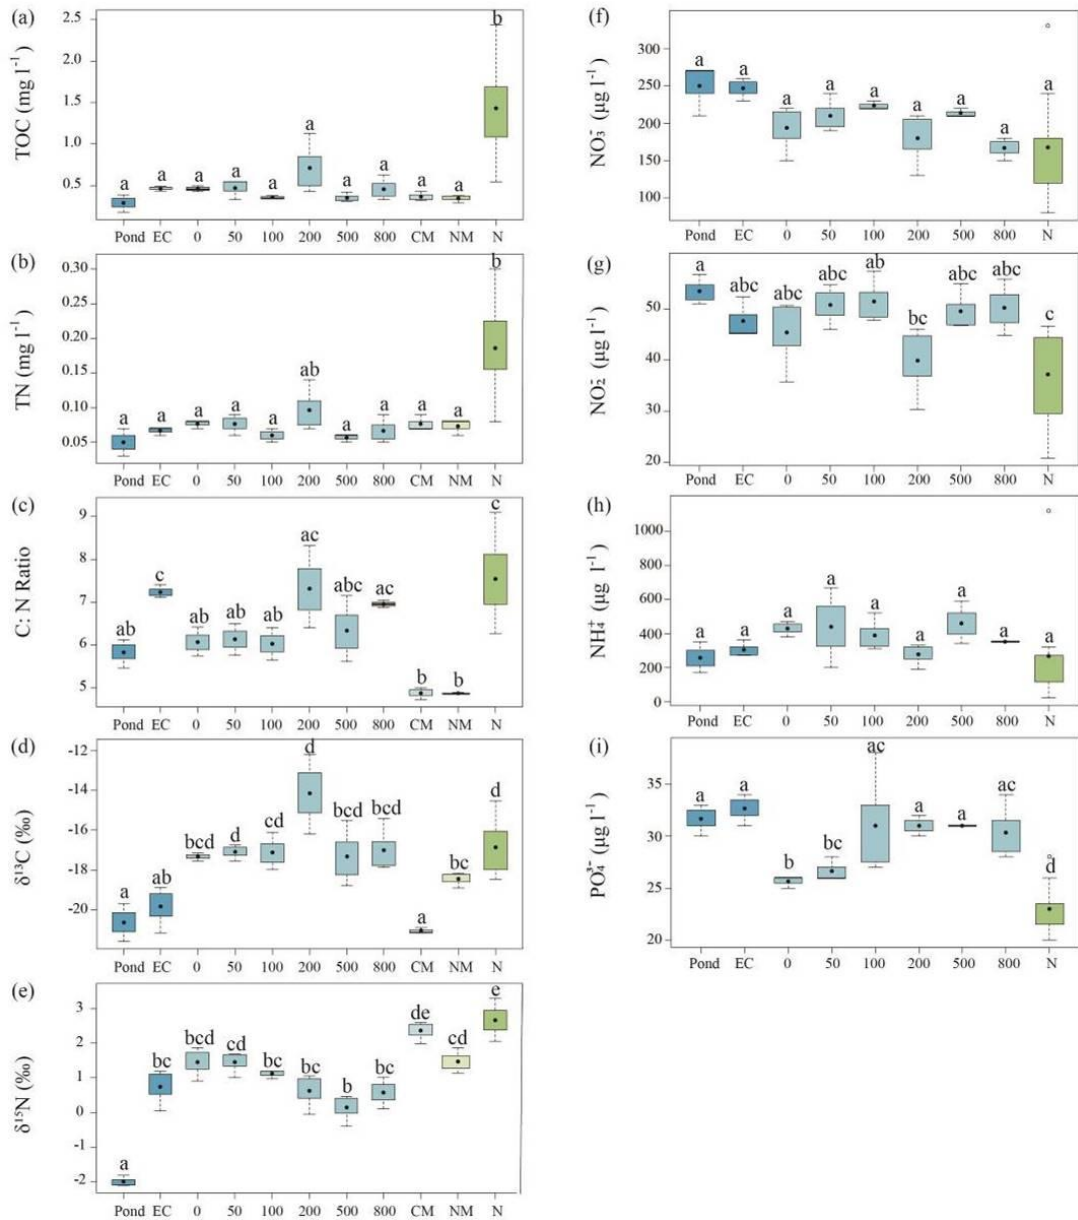 (a)
TOC (mg l⁻¹)
2.5
2.0
1.5
1.0
0.5
a a a a a a a a a a b
Pond EC 0 50 100 200 500 800 CM NM N
(b)
TN (mg l⁻¹)
0.30
0.25
0.20
0.15
0.10
0.05
a a a a a ab a a a a b
Pond EC 0 50 100 200 500 800 CM NM N
(c)
C: N Ratio
9
8
7
6
5
ab c ab ab ab ac abc ac b b c
Pond EC 0 50 100 200 500 800 CM NM N
(d)
δ¹³C (‰)
-12
-14
-16
-18
-20
a ab bcd d cd d bcd bcd a bc d
Pond EC 0 50 100 200 500 800 CM NM N
(e)
δ¹⁵N (‰)
3
2
1
0
-1
-2
a bc bcd cd bc bc b bc de cd e
Pond EC 0 50 100 200 500 800 CM NM N
(f)
NO₃⁻ (μg l⁻¹)
300
250
200
150
100
a a a a a a a a a
Pond EC 0 50 100 200 500 800 N
(g)
NO₂⁻ (μg l⁻¹)
50
40
30
20
a abc abc abc ab bc abc abc c
Pond EC 0 50 100 200 500 800 N
(h)
NH₄⁺ (μg l⁻¹)
1000
800
600
400
200
0
a a a a a a a a a
Pond EC 0 50 100 200 500 800 N
(i)
PO₄³⁻ (μg l⁻¹)
35
30
25
20
a a b bc ac a a ac d
Pond EC 0 50 100 200 500 800 N